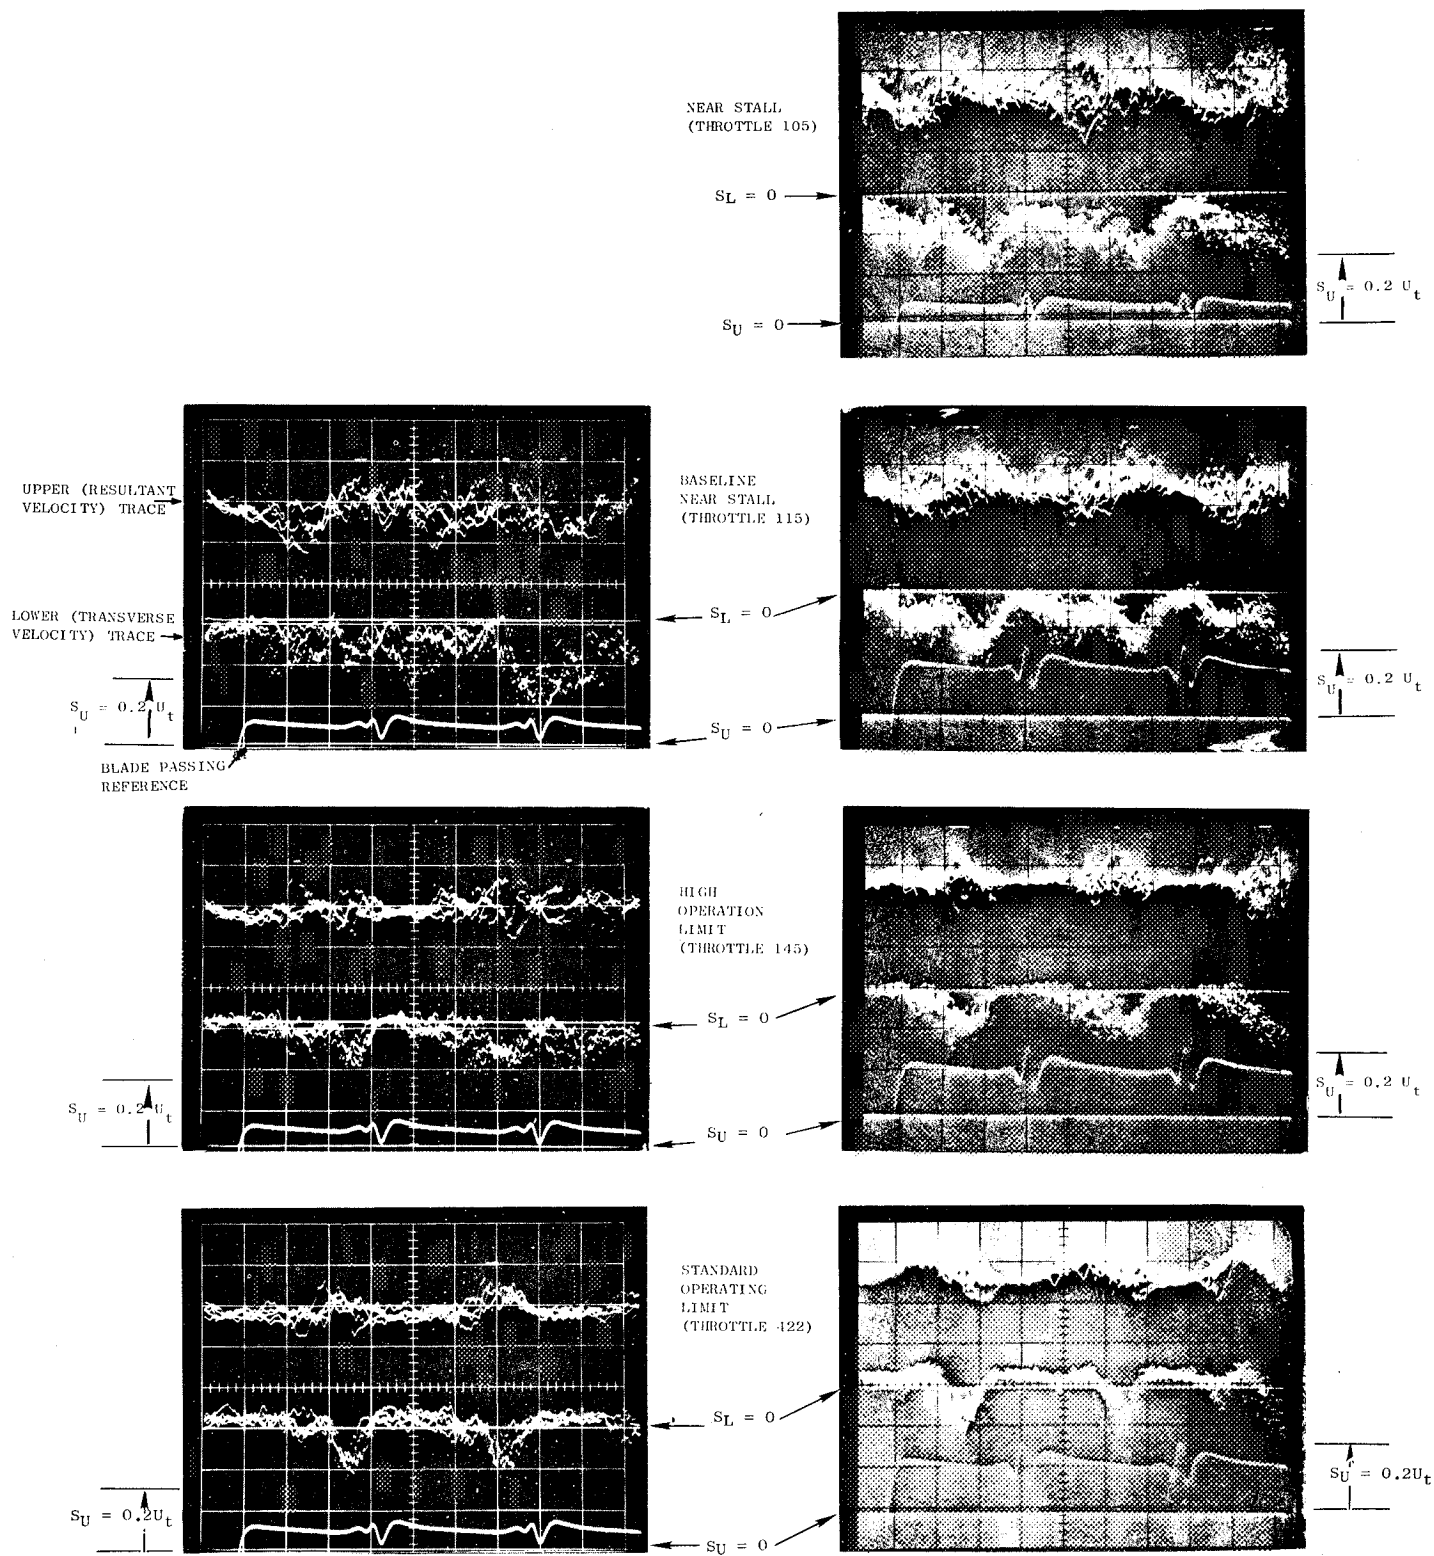 NEAR STALL
(THROTTLE 105)
SL = 0
SU = 0
SU = 0.2 Ut
UPPER (RESULTANT
VELOCITY) TRACE
LOWER (TRANSVERSE
VELOCITY) TRACE
SU = 0.2 Ut
BLADE PASSING
REFERENCE
BASELINE
NEAR STALL
(THROTTLE 115)
SL = 0
SU = 0
SU = 0.2 Ut
HIGH
OPERATION
LIMIT
(THROTTLE 145)
SU = 0.2 Ut
SL = 0
SU = 0
SU = 0.2 Ut
STANDARD
OPERATING
LIMIT
(THROTTLE 422)
SU = 0.2Ut
SL = 0
SU = 0
SU = 0.2Ut